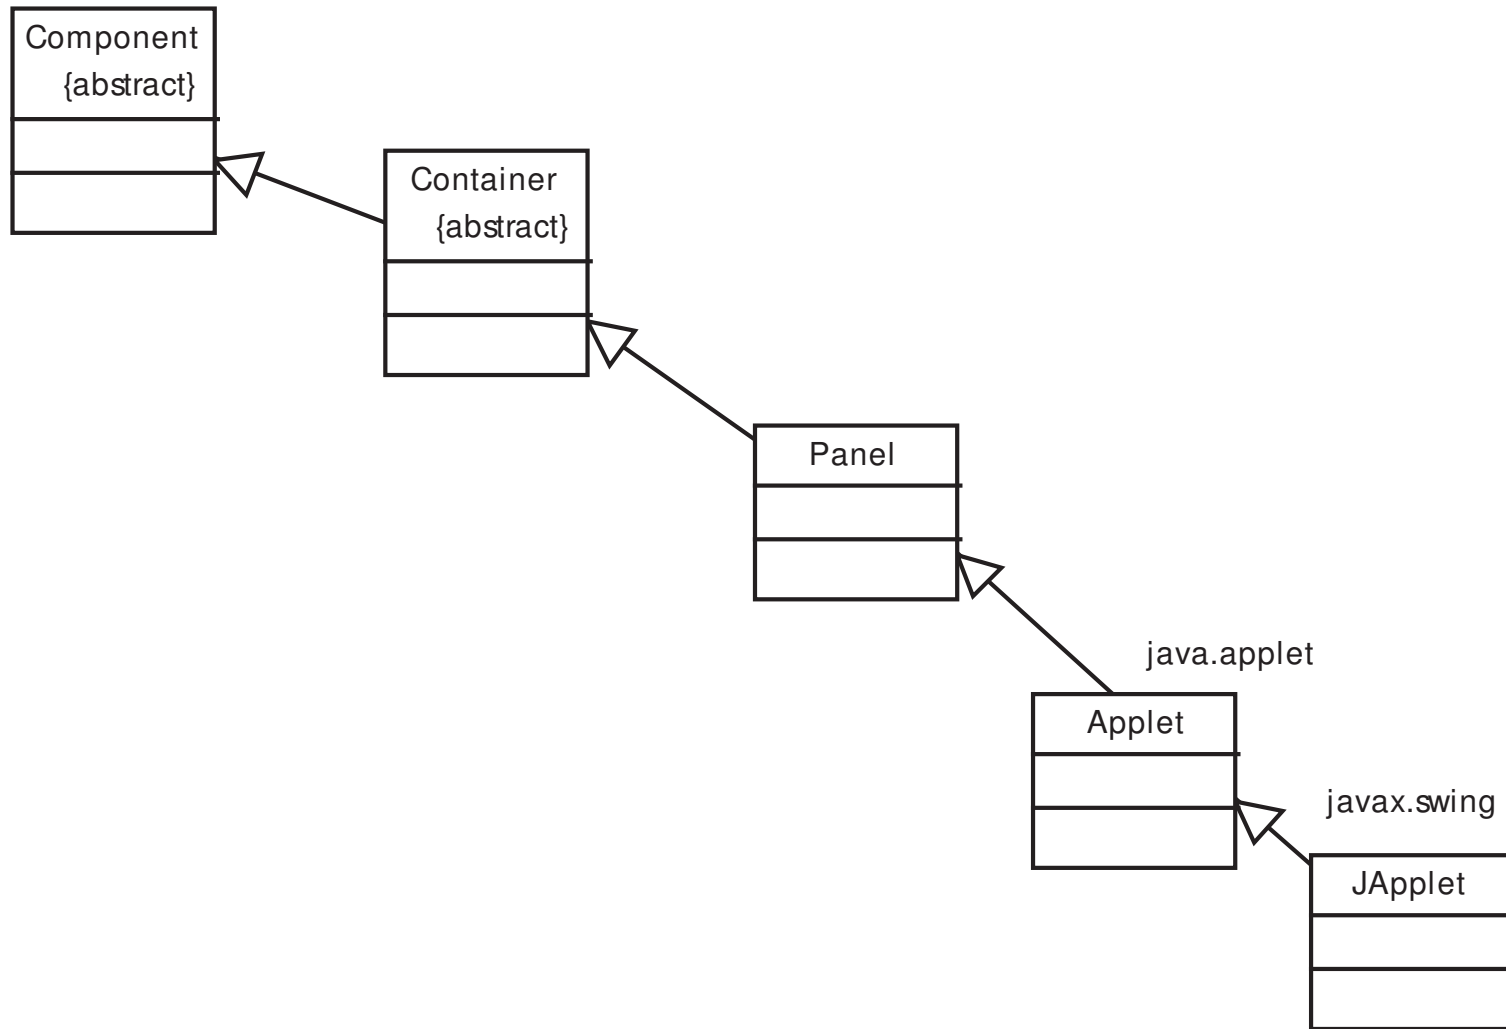 Component
{abstract}
Container
{abstract}
Panel
java.applet
Applet
javax.swing
JApplet